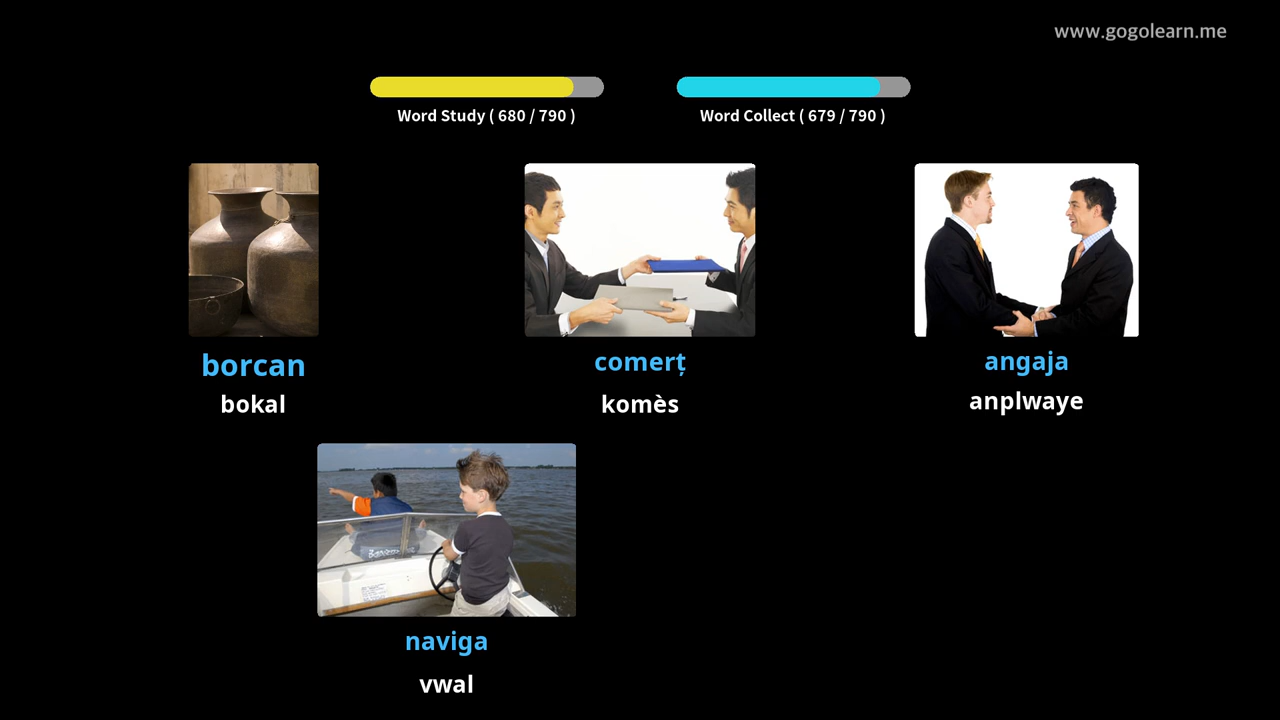 www.gogolearn.me
Word Study ( 680 / 790 )
Word Collect ( 679 / 790 )
borcan
bokal
comerț
komès
angaja
anplwaye
naviga
vwal